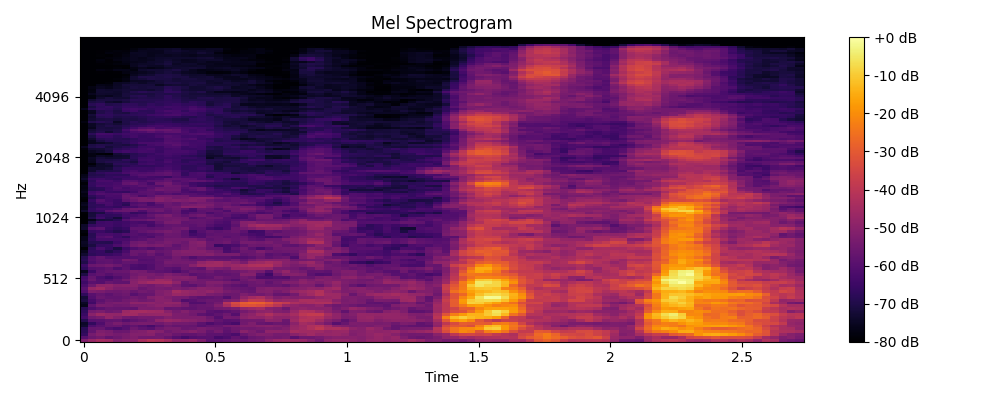 Mel Spectrogram
Hz
4096
2048
1024
512
0
0
0.5
1
1.5
2
2.5
Time
+0 dB
-10 dB
-20 dB
-30 dB
-40 dB
-50 dB
-60 dB
-70 dB
-80 dB